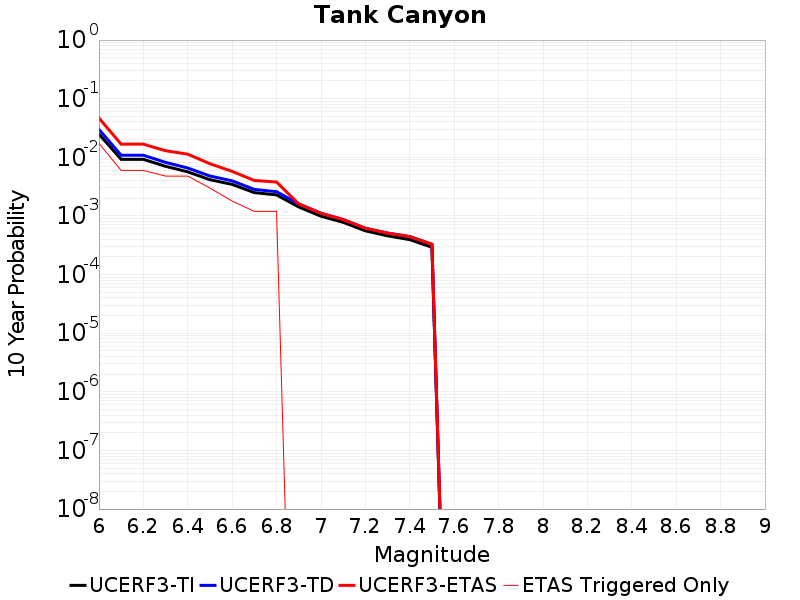 Tank Canyon
10^0
10^-1
10^-2
10^-3
10^-4
10^-5
10^-6
10^-7
10^-8
10 Year Probability
6 6.2 6.4 6.6 6.8 7 7.2 7.4 7.6 7.8 8 8.2 8.4 8.6 8.8 9
Magnitude
UCERF3-TI UCERF3-TD UCERF3-ETAS ETAS Triggered Only